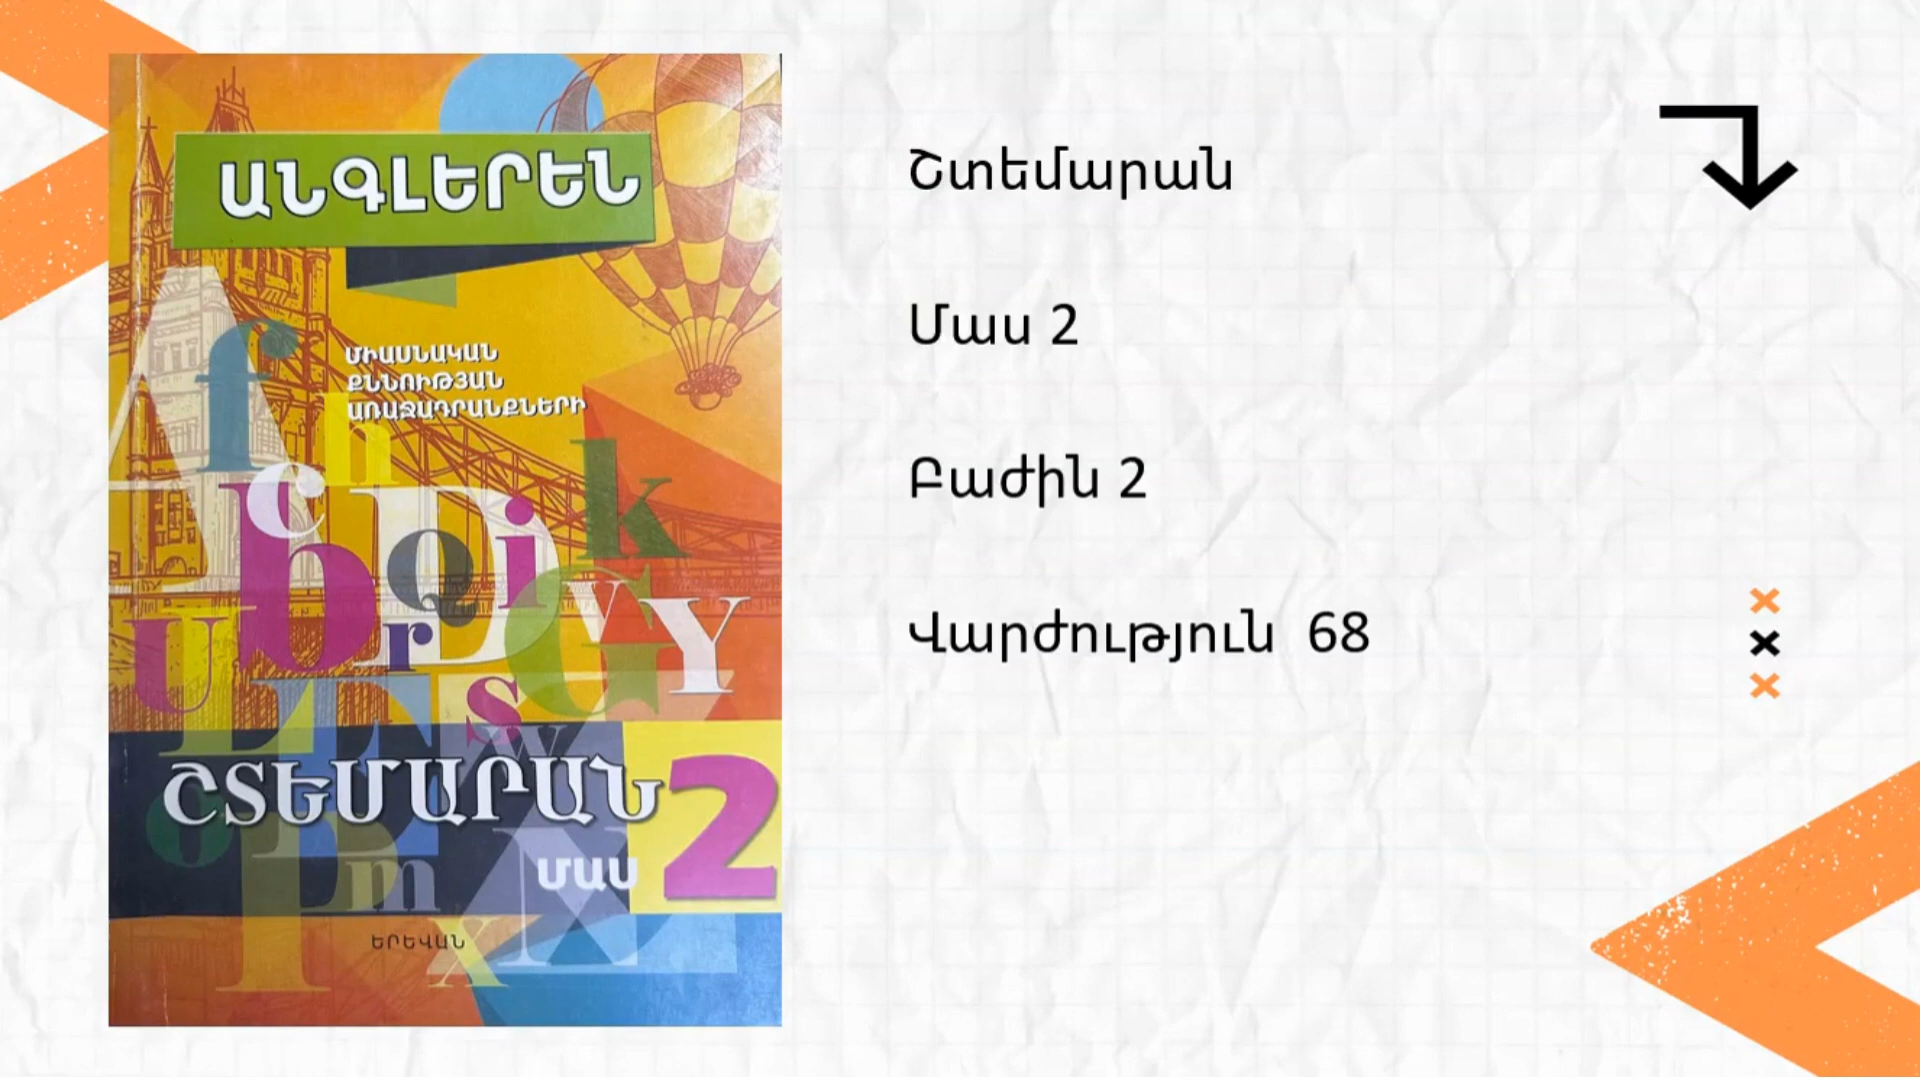 ԱՆԳԼԵՐԵՆ
ՄԻԱՍՆԱԿԱՆ
ՔՆՆՈՒԹՅԱՆ
ԱՌԱՋԱԴՐԱՆՔՆԵՐԻ
ՇՏԵՄԱՐԱՆ 2
ՄԱՍ
ԵՐԵՎԱՆ
Շտեմարան
Մաս 2
Բաժին 2
Վարժություն 68